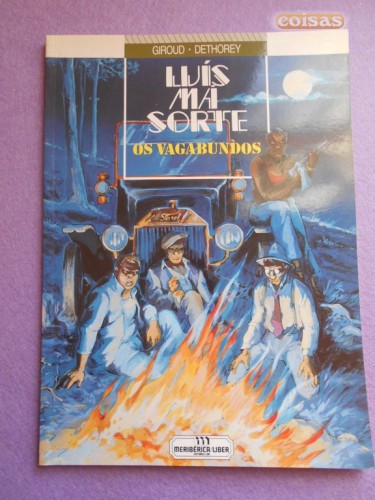 coisas
GIROUD · DETHOREY
LUÍS
MÁ
SORTE
OS VAGABUNDOS
MERIBÉRICA/LIBER